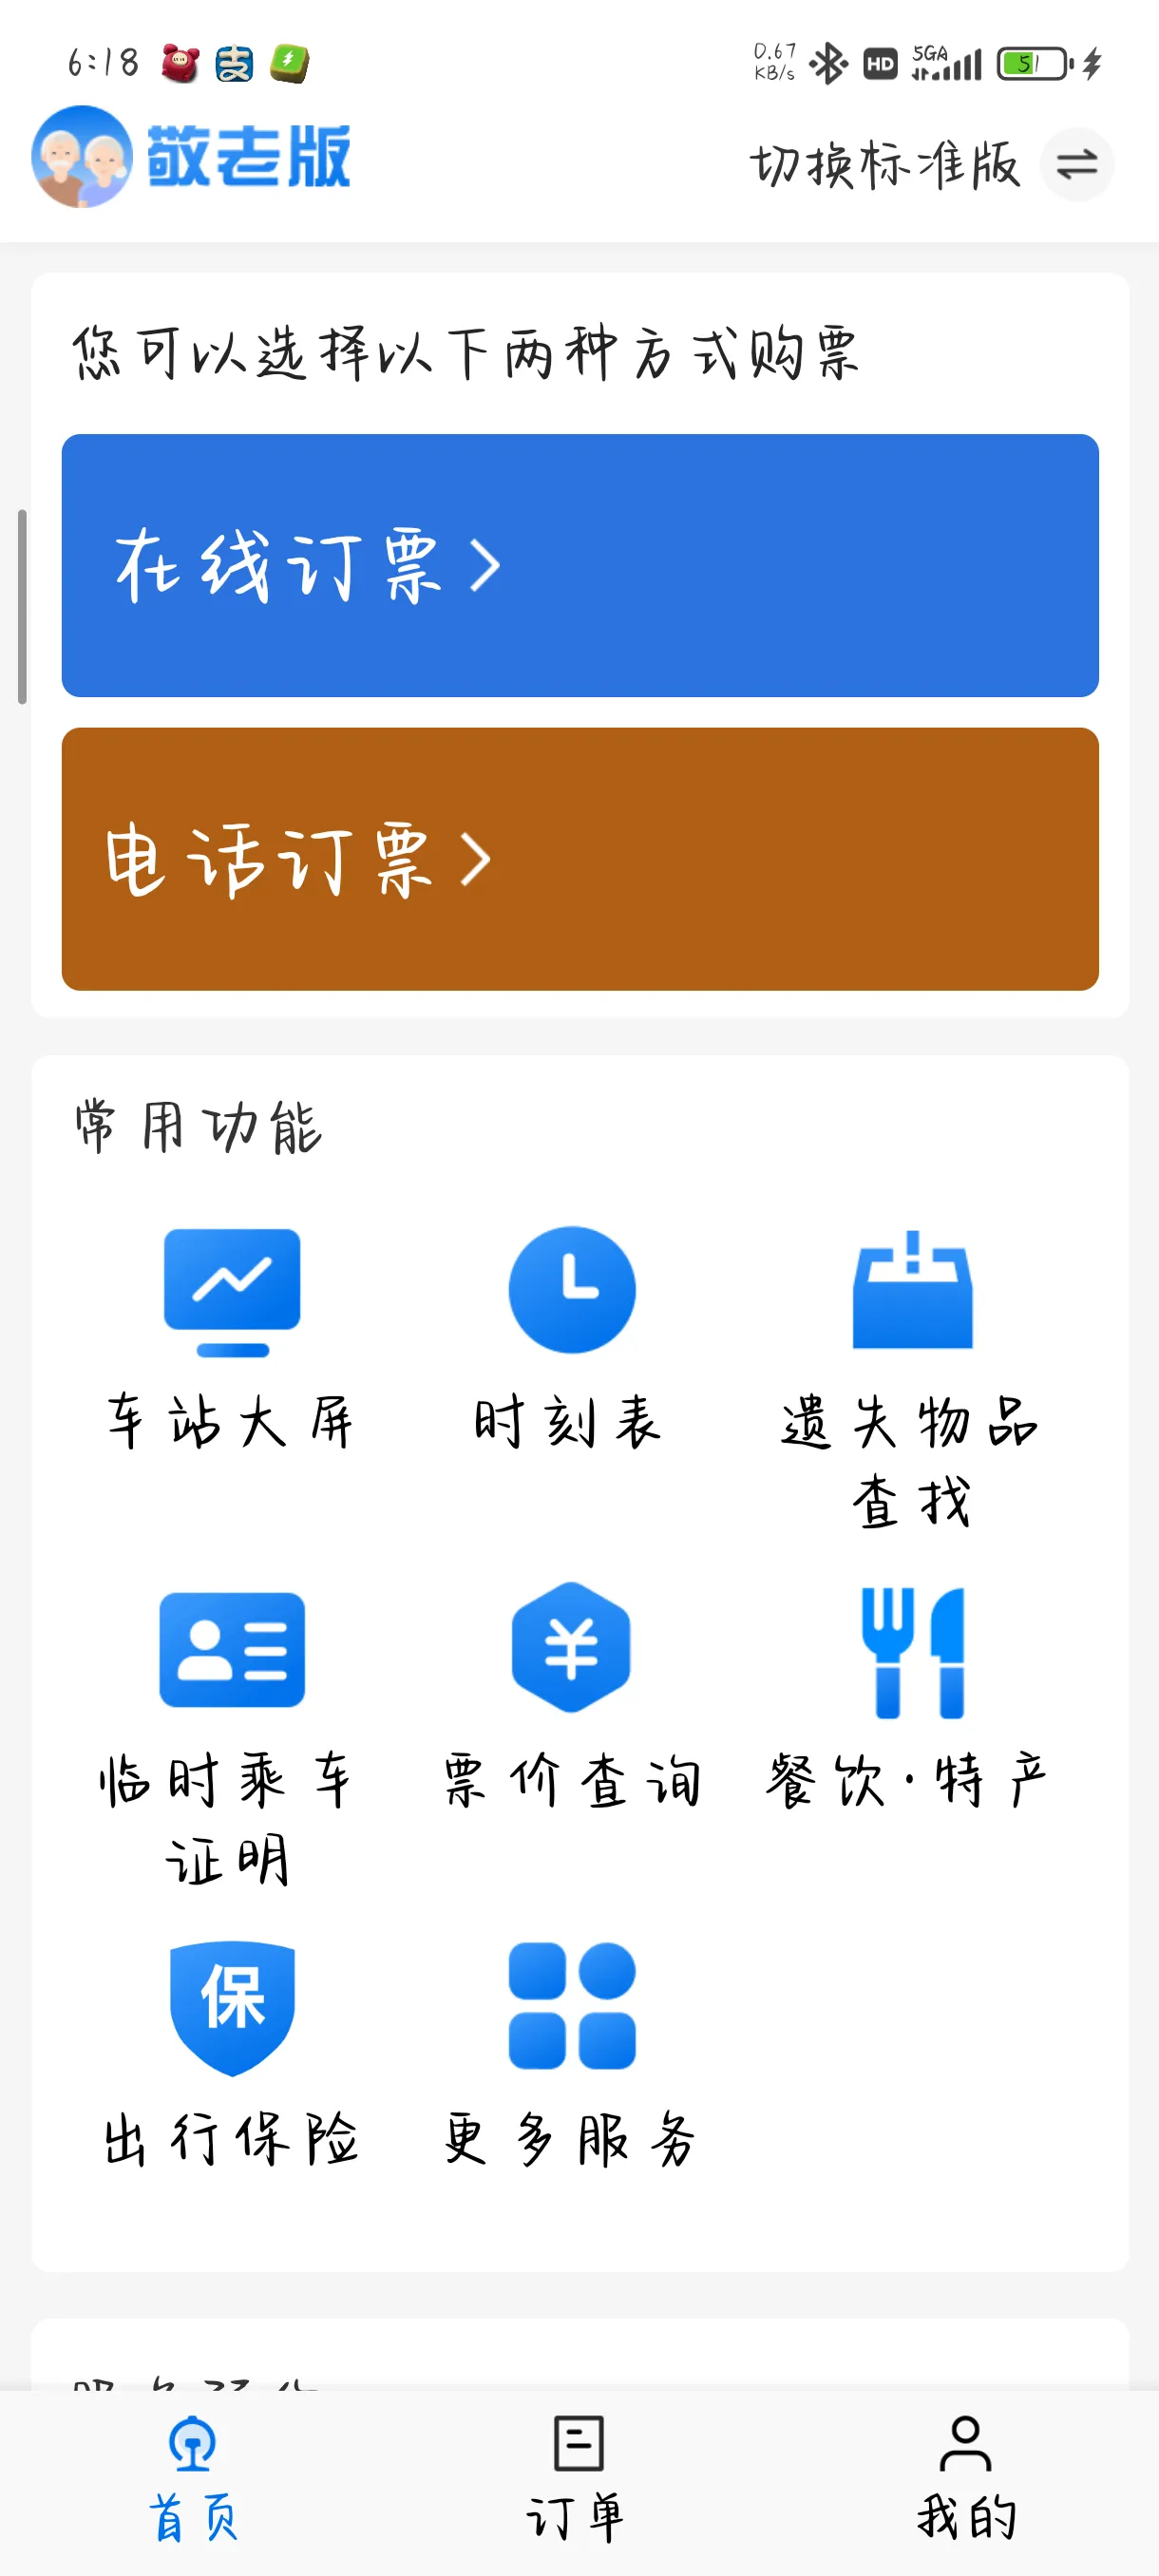 6:18
0.67
KB/s
HD
5GA
51
敬老版
切换标准版
您可以选择以下两种方式购票
在线订票
电话订票
常用功能
车站大屏
时刻表
遗失物品
查找
临时乘车
证明
票价查询
餐饮·特产
保
出行保险
更多服务
首页
订单
我的